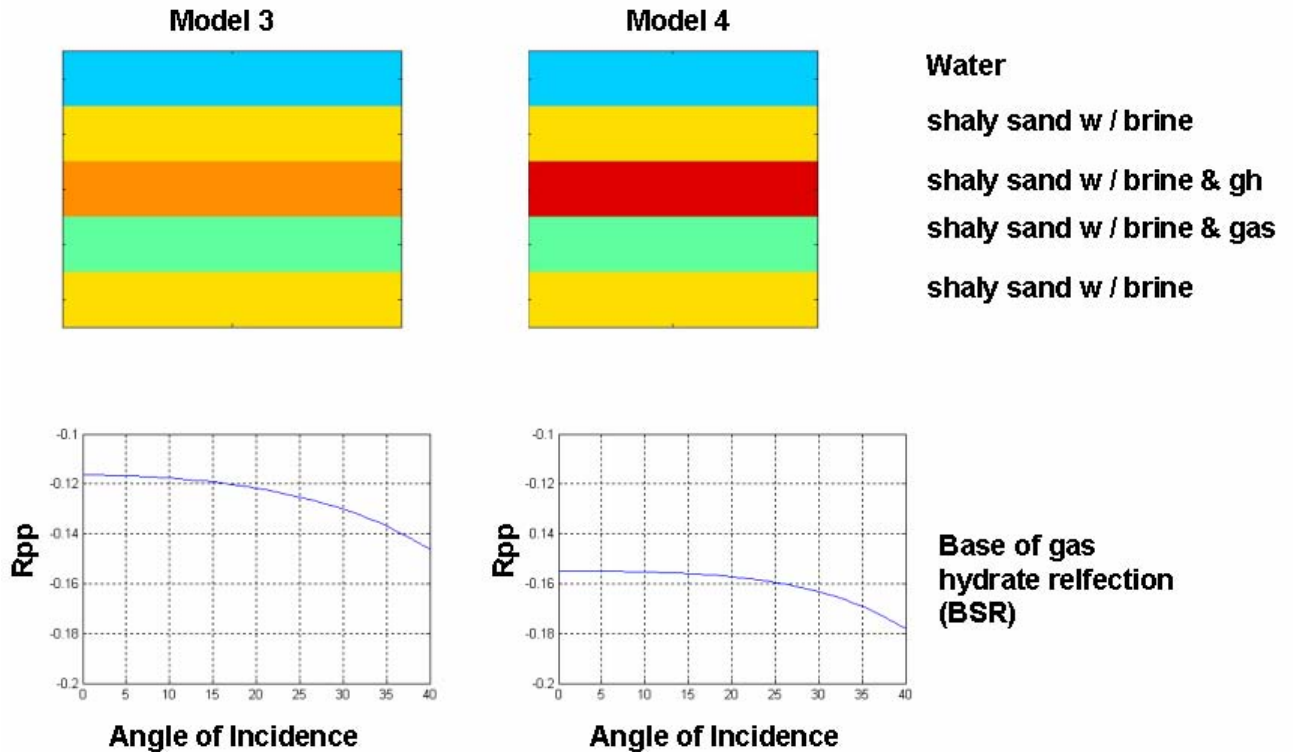 Model 3
Model 4
Water
shaly sand w / brine
shaly sand w / brine & gh
shaly sand w / brine & gas
shaly sand w / brine
-0.1
-0.12
-0.14
-0.16
-0.18
-0.2
Rpp
0 5 10 15 20 25 30 35 40
Angle of Incidence
-0.1
-0.12
-0.14
-0.16
-0.18
-0.2
Rpp
0 5 10 15 20 25 30 35 40
Angle of Incidence
Base of gas
hydrate relfection
(BSR)